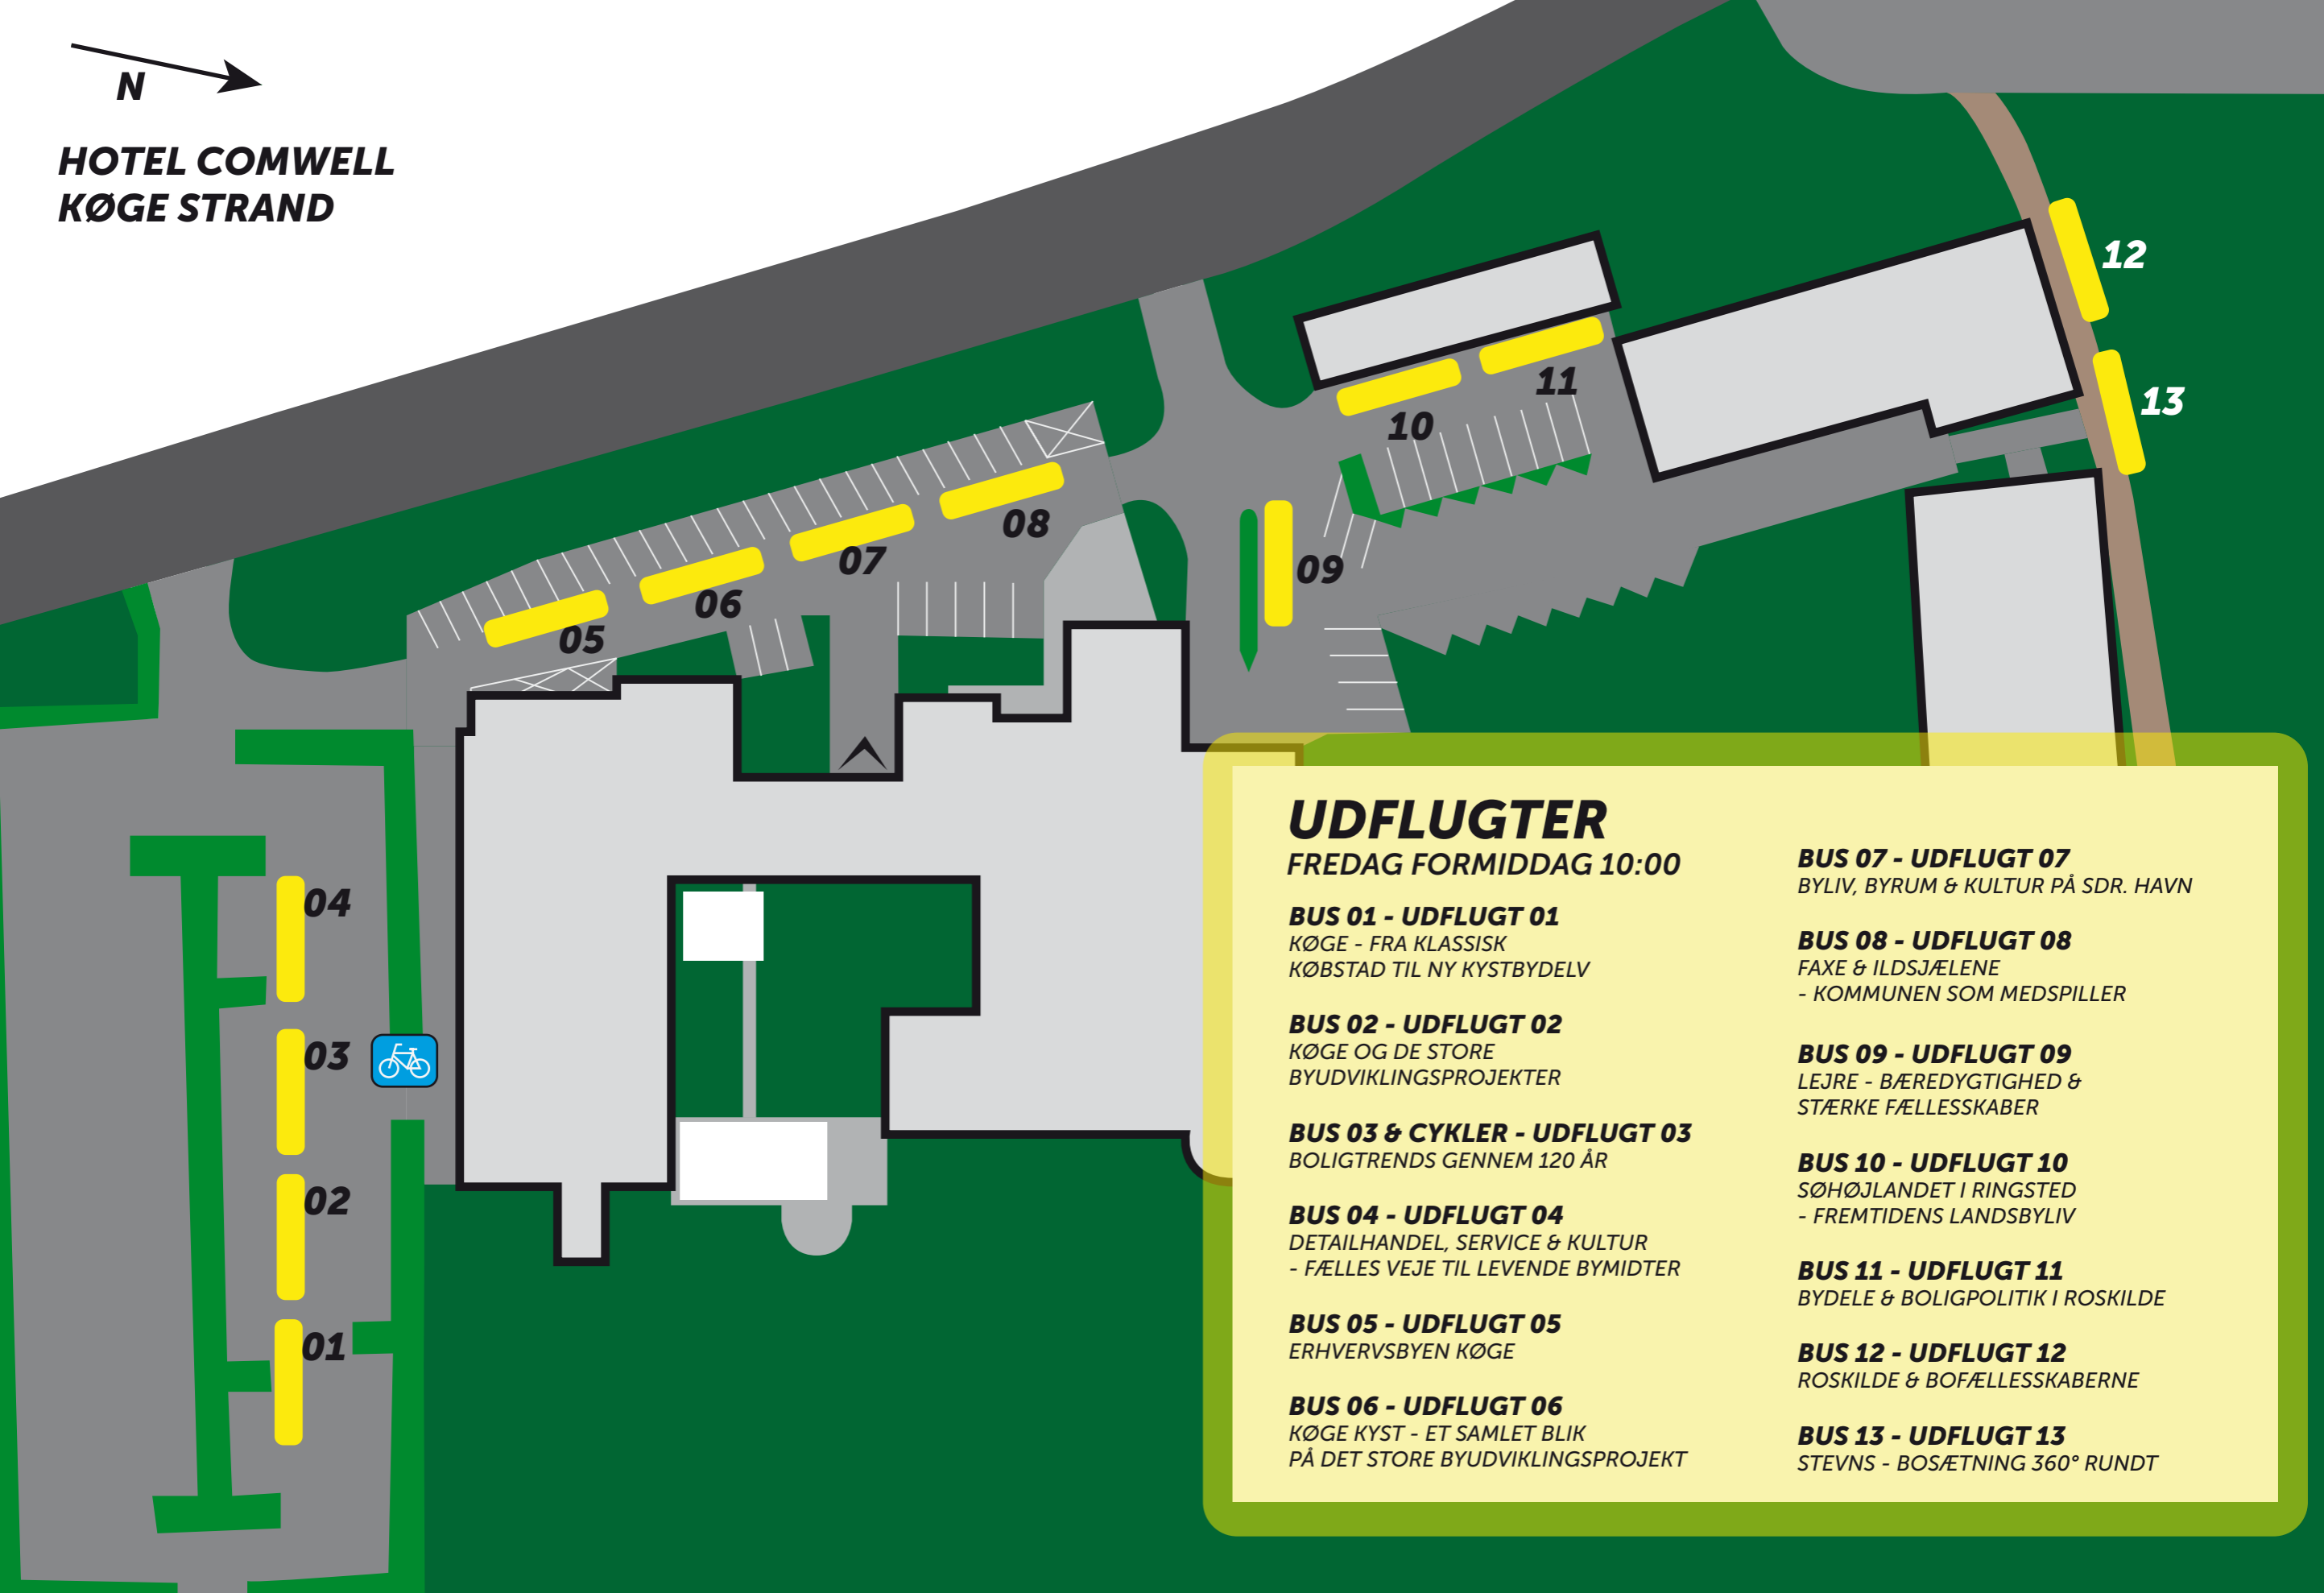 N
HOTEL COMWELL
KØGE STRAND
12
13
11
10
08
07
09
06
05
04
03
02
01
UDFLUGTER
FREDAG FORMIDDAG 10:00
BUS 01 - UDFLUGT 01
KØGE - FRA KLASSISK
KØBSTAD TIL NY KYSTBYDELV
BUS 02 - UDFLUGT 02
KØGE OG DE STORE
BYUDVIKLINGSPROJEKTER
BUS 03 & CYKLER - UDFLUGT 03
BOLIGTRENDS GENNEM 120 ÅR
BUS 04 - UDFLUGT 04
DETAILHANDEL, SERVICE & KULTUR
- FÆLLES VEJE TIL LEVENDE BYMIDTER
BUS 05 - UDFLUGT 05
ERHVERVSBYEN KØGE
BUS 06 - UDFLUGT 06
KØGE KYST - ET SAMLET BLIK
PÅ DET STORE BYUDVIKLINGSPROJEKT
BUS 07 - UDFLUGT 07
BYLIV, BYRUM & KULTUR PÅ SDR. HAVN
BUS 08 - UDFLUGT 08
FAXE & ILDSJÆLENE
- KOMMUNEN SOM MEDSPILLER
BUS 09 - UDFLUGT 09
LEJRE - BÆREDYGTIGHED &
STÆRKE FÆLLESSKABER
BUS 10 - UDFLUGT 10
SØHØJLANDET I RINGSTED
- FREMTIDENS LANDSBYLIV
BUS 11 - UDFLUGT 11
BYDELE & BOLIGPOLITIK I ROSKILDE
BUS 12 - UDFLUGT 12
ROSKILDE & BOFÆLLESSKABERNE
BUS 13 - UDFLUGT 13
STEVNS - BOSÆTNING 360° RUNDT